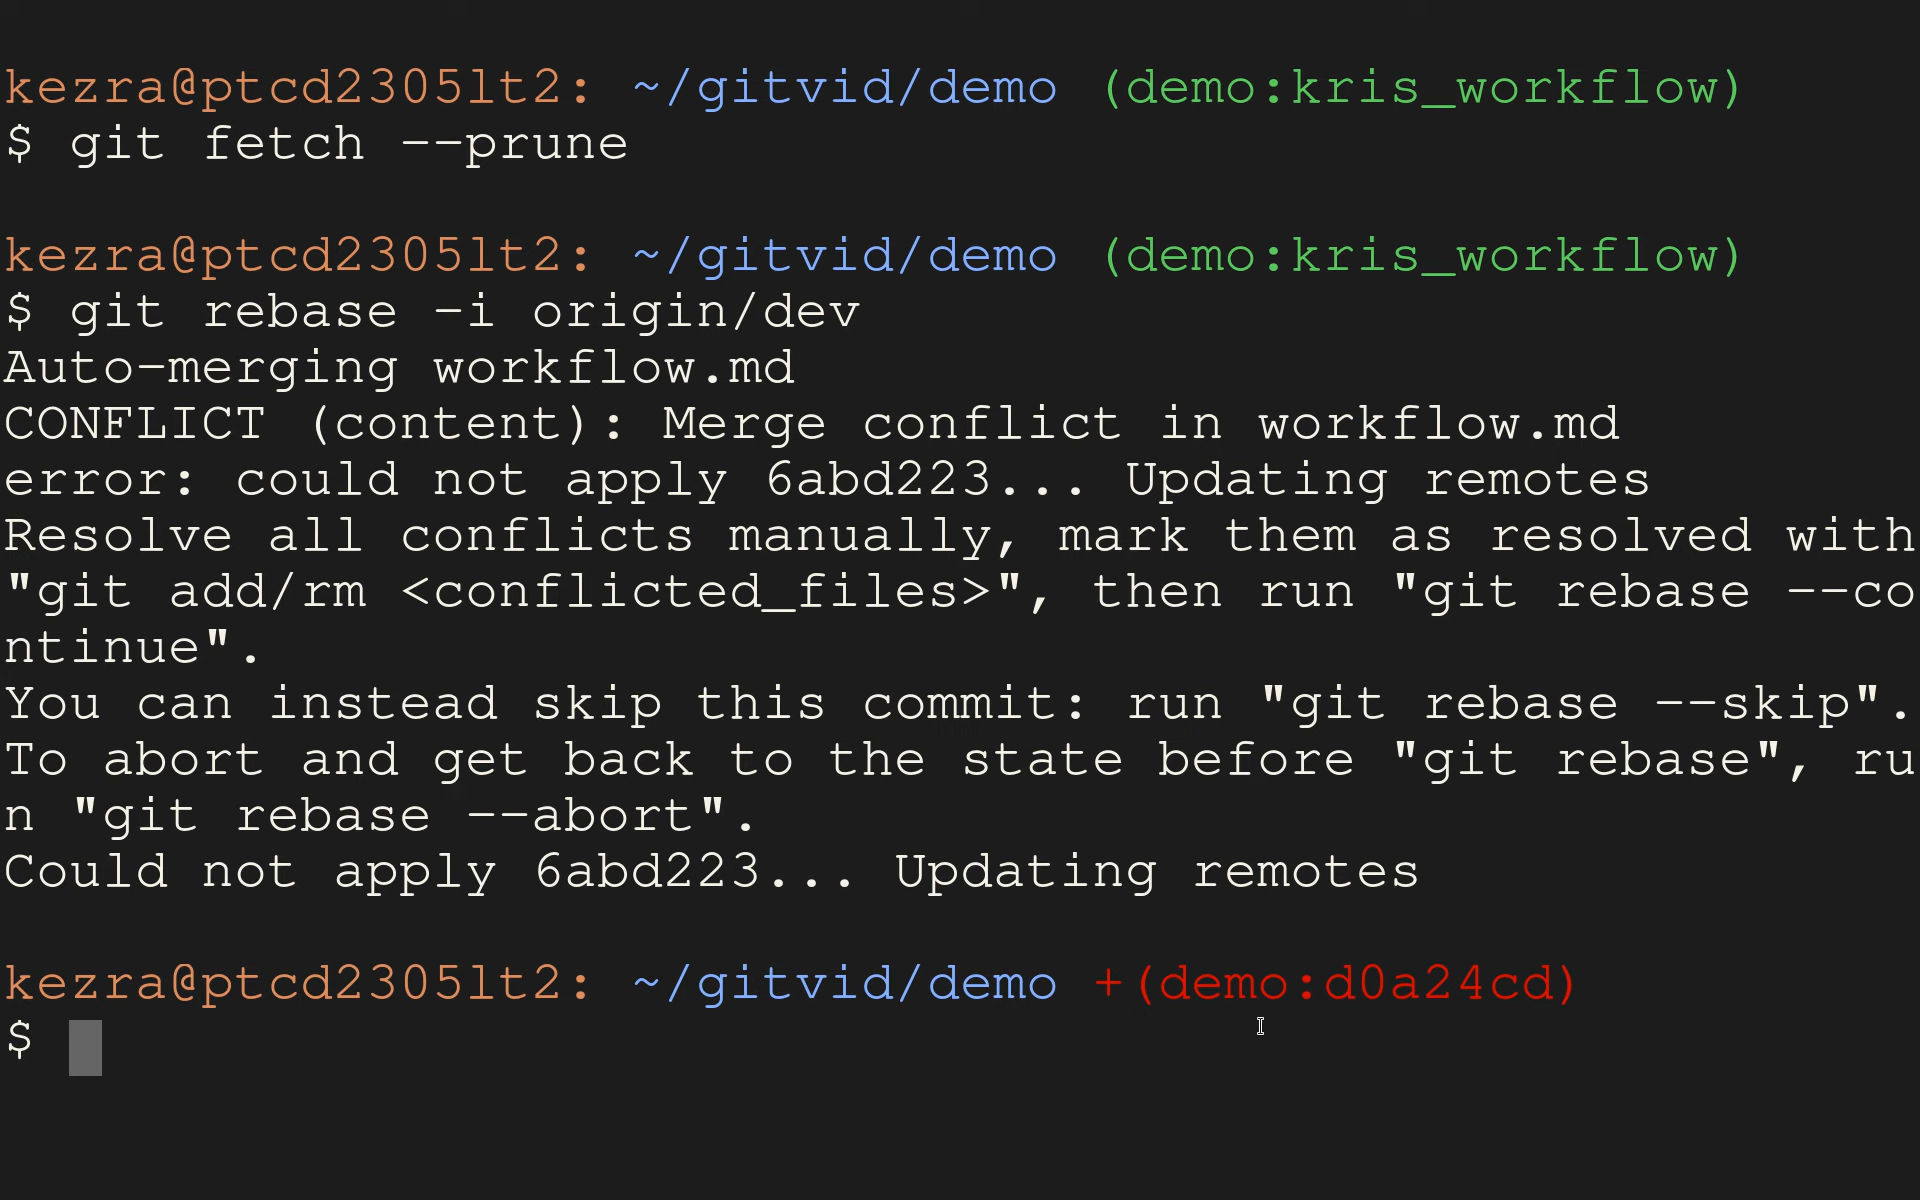 kezra@ptcd2305lt2: ~/gitvid/demo (demo:kris_workflow)
$ git fetch --prune
kezra@ptcd2305lt2: ~/gitvid/demo (demo:kris_workflow)
$ git rebase -i origin/dev
Auto-merging workflow.md
CONFLICT (content): Merge conflict in workflow.md
error: could not apply 6abd223... Updating remotes
Resolve all conflicts manually, mark them as resolved with
"git add/rm <conflicted_files>", then run "git rebase --co
ntinue".
You can instead skip this commit: run "git rebase --skip".
To abort and get back to the state before "git rebase", ru
n "git rebase --abort".
Could not apply 6abd223... Updating remotes
kezra@ptcd2305lt2: ~/gitvid/demo +(demo:d0a24cd)
$